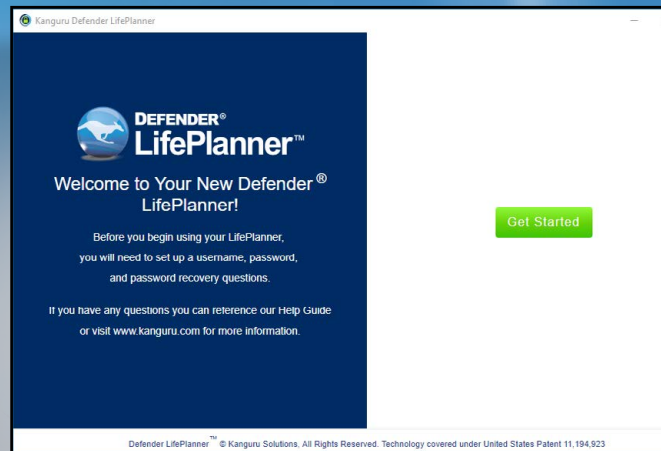 Kanguru Defender LifePlanner
DEFENDER®
LifePlanner™
Welcome to Your New Defender ®
LifePlanner!
Before you begin using your LifePlanner,
you will need to set up a username, password,
and password recovery questions.
If you have any questions you can reference our Help Guide
or visit www.kanguru.com for more information.
Get Started
Defender LifePlanner™ © Kanguru Solutions, All Rights Reserved. Technology covered under United States Patent 11,194,923